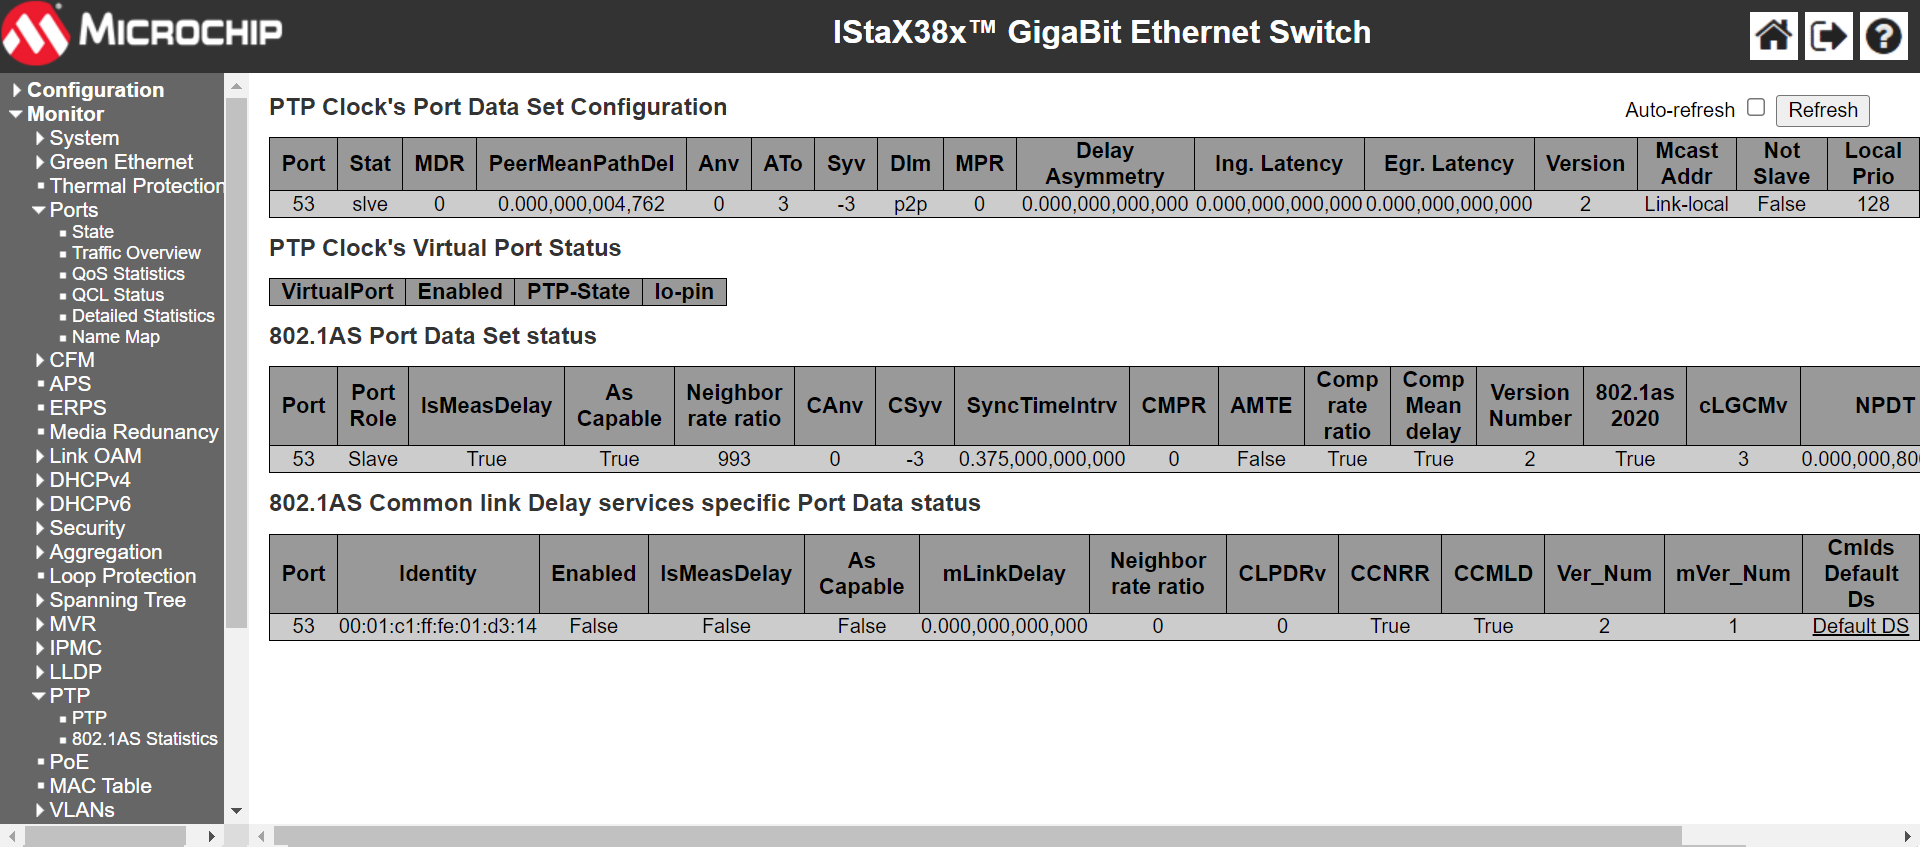 MICROCHIP
IStaX38x™ GigaBit Ethernet Switch
Configuration
Monitor
System
Green Ethernet
Thermal Protection
Ports
State
Traffic Overview
QoS Statistics
QCL Status
Detailed Statistics
Name Map
CFM
APS
ERPS
Media Redunancy
Link OAM
DHCPv4
DHCPv6
Security
Aggregation
Loop Protection
Spanning Tree
MVR
IPMC
LLDP
PTP
PTP
802.1AS Statistics
PoE
MAC Table
VLANs
PTP Clock's Port Data Set Configuration
Auto-refresh Refresh
Port Stat MDR PeerMeanPathDel Anv ATo Syv Dlm MPR Delay Asymmetry Ing. Latency Egr. Latency Version Mcast Addr Not Slave Local Prio
53 slve 0 0.000,000,004,762 0 3 -3 p2p 0 0.000,000,000,000 0.000,000,000,000 0.000,000,000,000 2 Link-local False 128
PTP Clock's Virtual Port Status
VirtualPort Enabled PTP-State Io-pin
802.1AS Port Data Set status
Port Port Role IsMeasDelay As Capable Neighbor rate ratio CAnv CSyv SyncTimeIntrv CMPR AMTE Comp rate ratio Comp Mean delay Version Number 802.1as 2020 cLGCMv NPDT
53 Slave True True 993 0 -3 0.375,000,000,000 0 False True True 2 True 3 0.000,000,80
802.1AS Common link Delay services specific Port Data status
Port Identity Enabled IsMeasDelay As Capable mLinkDelay Neighbor rate ratio CLPDRv CCNRR CCMLD Ver_Num mVer_Num Cmlds Default Ds
53 00:01:c1:ff:fe:01:d3:14 False False False 0.000,000,000,000 0 0 True True 2 1 Default DS